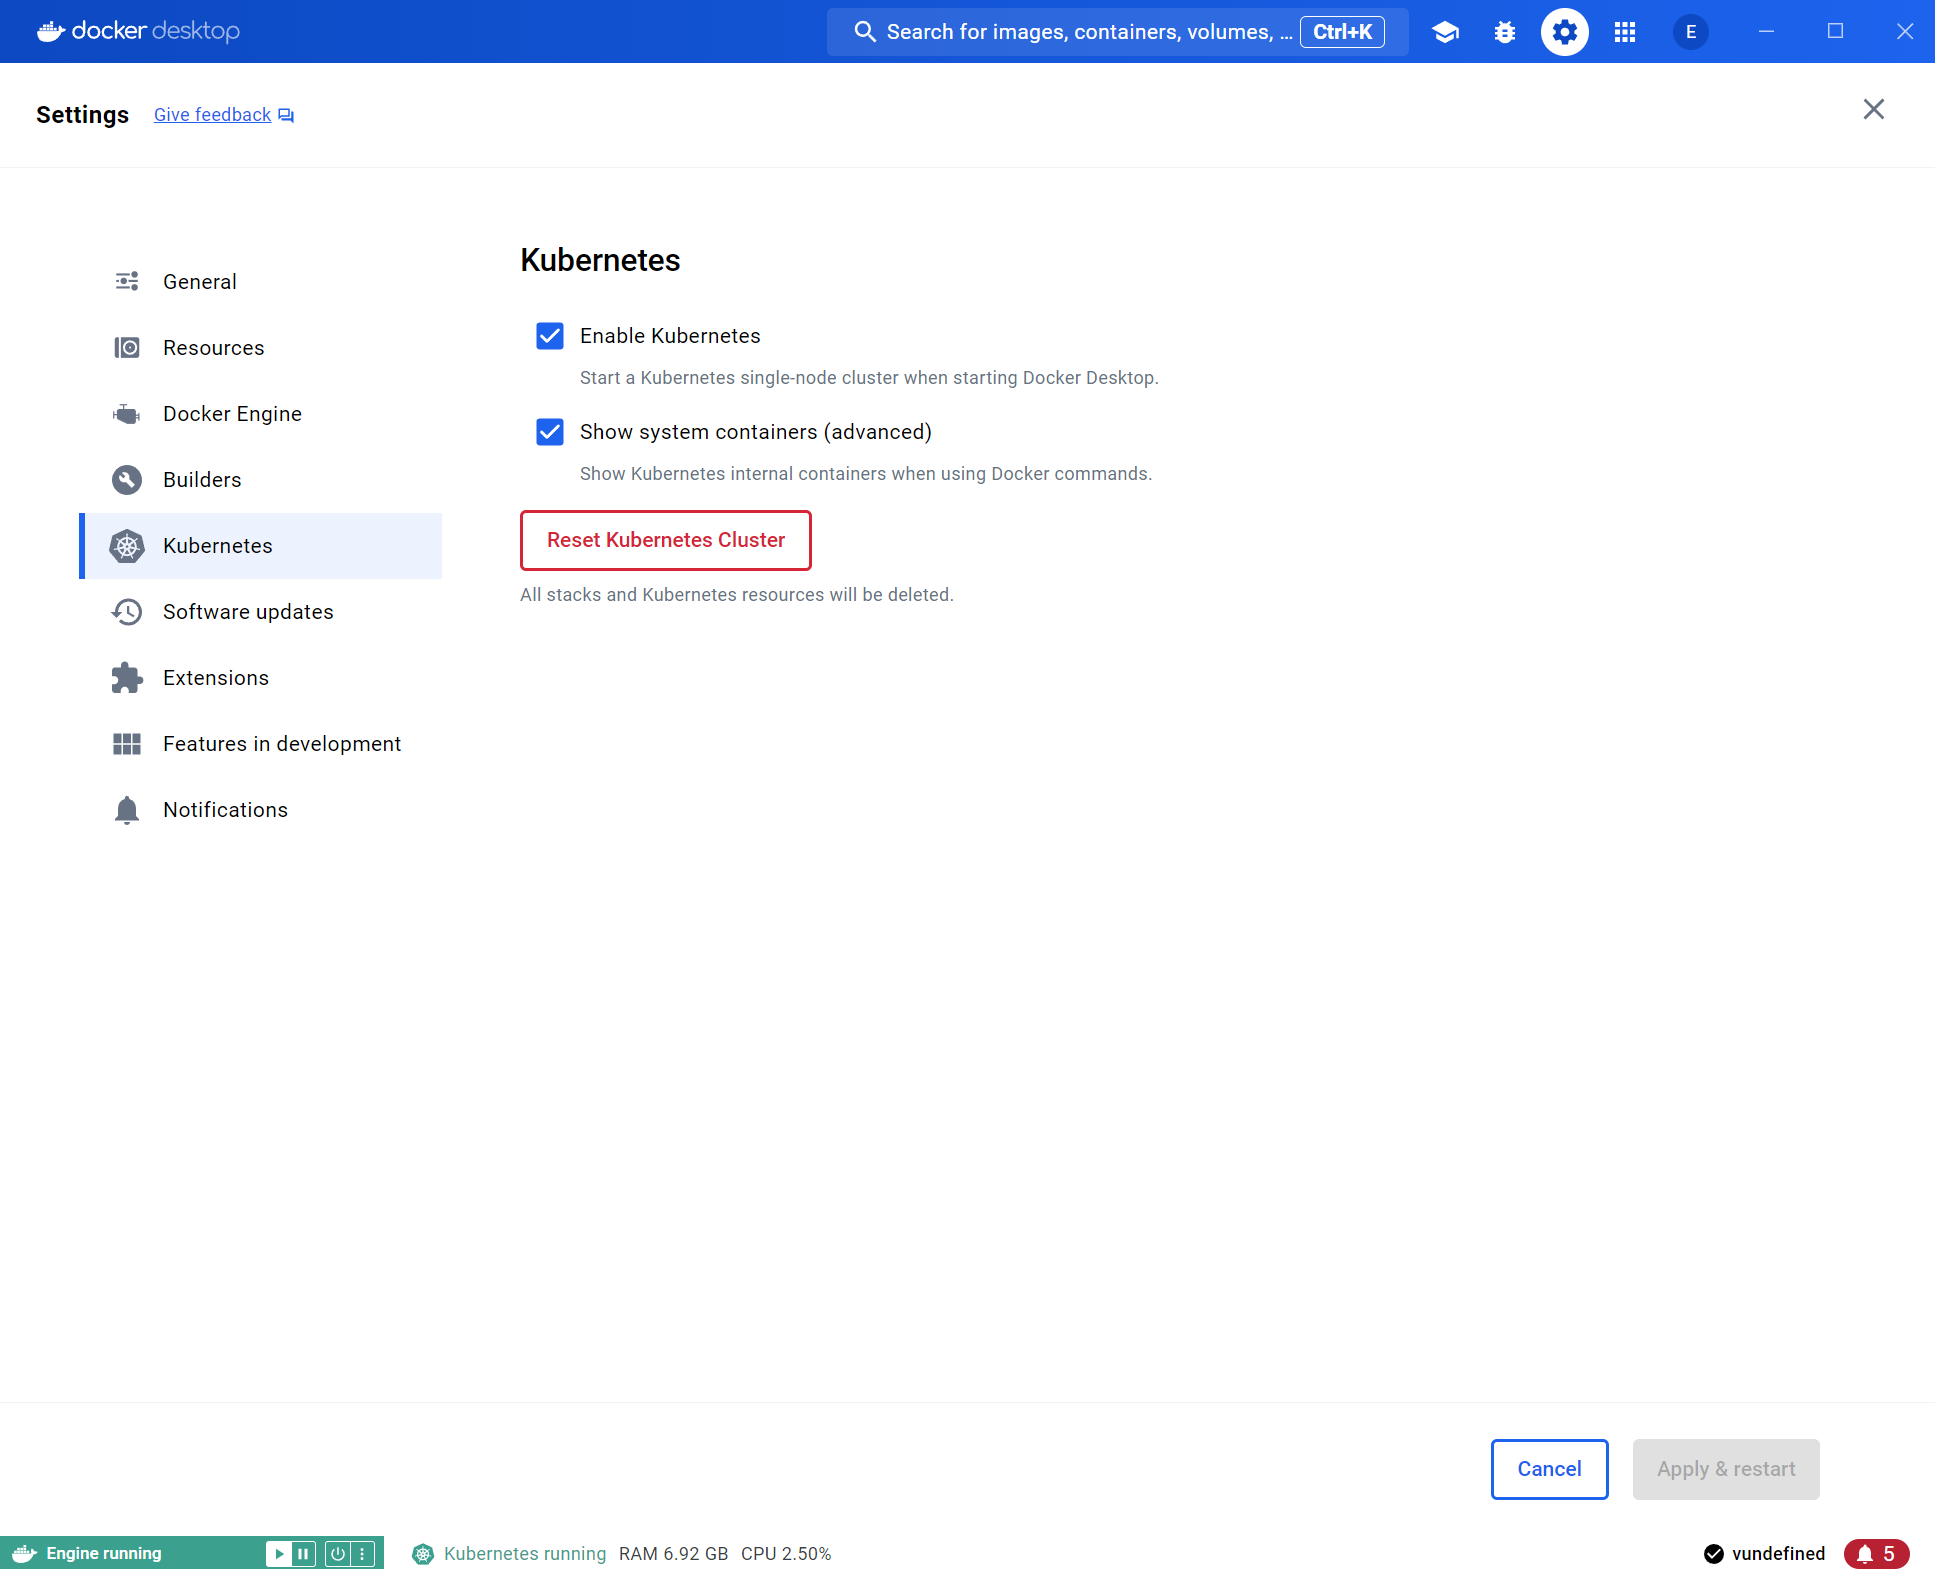 docker desktop
Search for images, containers, volumes, ... Ctrl+K
E
Settings Give feedback
Kubernetes
General
Resources
Docker Engine
Builders
Kubernetes
Software updates
Extensions
Features in development
Notifications
Enable Kubernetes
Start a Kubernetes single-node cluster when starting Docker Desktop.
Show system containers (advanced)
Show Kubernetes internal containers when using Docker commands.
Reset Kubernetes Cluster
All stacks and Kubernetes resources will be deleted.
Cancel Apply & restart
Engine running Kubernetes running RAM 6.92 GB CPU 2.50% vundefined 5